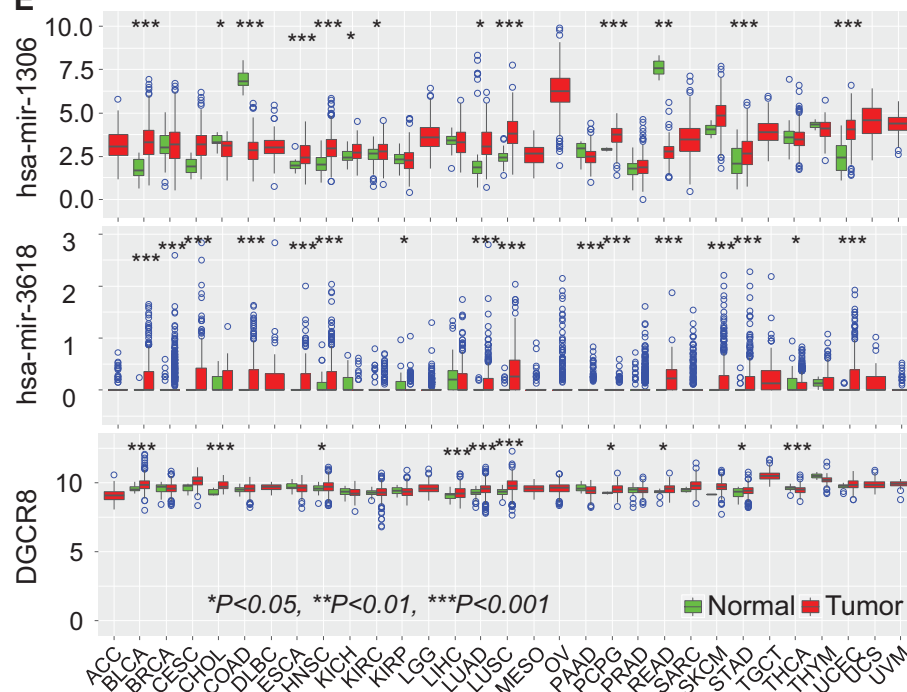 E
hsa-mir-1306
*** * *** *** *** * * * *** *** ** *** ***
10.0
7.5
5.0
2.5
0.0
hsa-mir-3618
*** *** *** *** *** *** * *** *** *** *** *** *** *** * ***
3
2
1
0
DGCR8
*** *** * *** *** *** * * * ***
10
5
0
*P<0.05, **P<0.01, ***P<0.001
Normal Tumor
ACC BLCA BRCA CESC CHOL COAD DLBC ESCA HNSC KICH KIRC KIRP LGG LIHC LUAD LUSC MESO OV PAAD PCPG PRAD READ SARC SKCM STAD TGCT THCA THYM UCEC UCS UVM